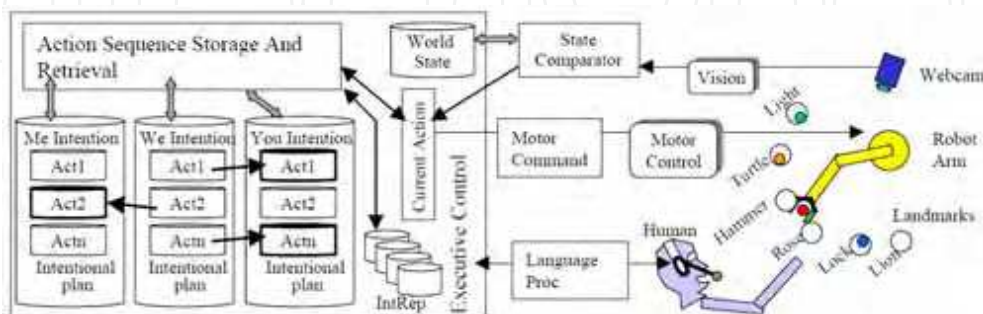 Action Sequence Storage And
Retrieval
World
State
State
Comparator
Vision
Webcam
Light
Me Intention
We Intention
You Intention
Act1
Act1
Act1
Act2
Act2
Act2
Actn
Actn
Actn
Intentional
plan
Intentional
plan
Intentional
plan
Current Action
Executive Control
IntRep
Motor
Command
Motor
Control
Turtle
Robot
Arm
Hammer
Landmarks
Rose
Lock
Lion
Human
Language
Proc